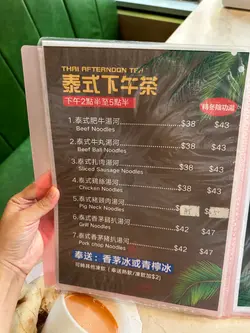 THAI AFTERNOON TEA
泰式下午茶
下午2點半至5點半
1.泰式肥牛湯河 $38 $43
Beef Noodles
2.泰式牛丸湯河 $38 $43
Beef Ball Noodles
3.泰式扎肉湯河 $38 $43
Sliced Sausage Noodles
4.泰式雞絲湯河 $38 $43
Chicken Noodles
5.泰式豬頸肉湯河
Pig Neck Noodles
6.泰式香茅豬扒湯河 $42 $47
Grill Noodles
7.泰式香茅豬扒湯河 $42 $47
Pork chop Noodles
奉送：香茅冰或青檸冰